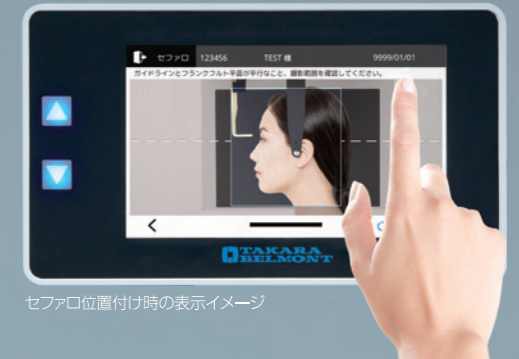 セファロ 123456 TEST 様 9999/01/01
ガイドラインとフランクフルト平面が平行なこと、撮影範囲を確認してください。
TAKARA
BELMONT
セファロ位置付け時の表示イメージ